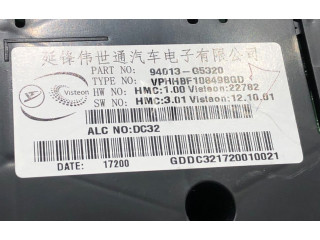 延锋伟世通汽车电子有限公司
Visteon
PART NO: 94013-G5320
TYPE NO: VPHHBF10849BGD
HW NO: HMC:1.00 Visteon:22762
SW NO: HMC:3.01 Visteon:12.10.01
ALC NO:DC32
GDDC321720010021
DATE: 17200